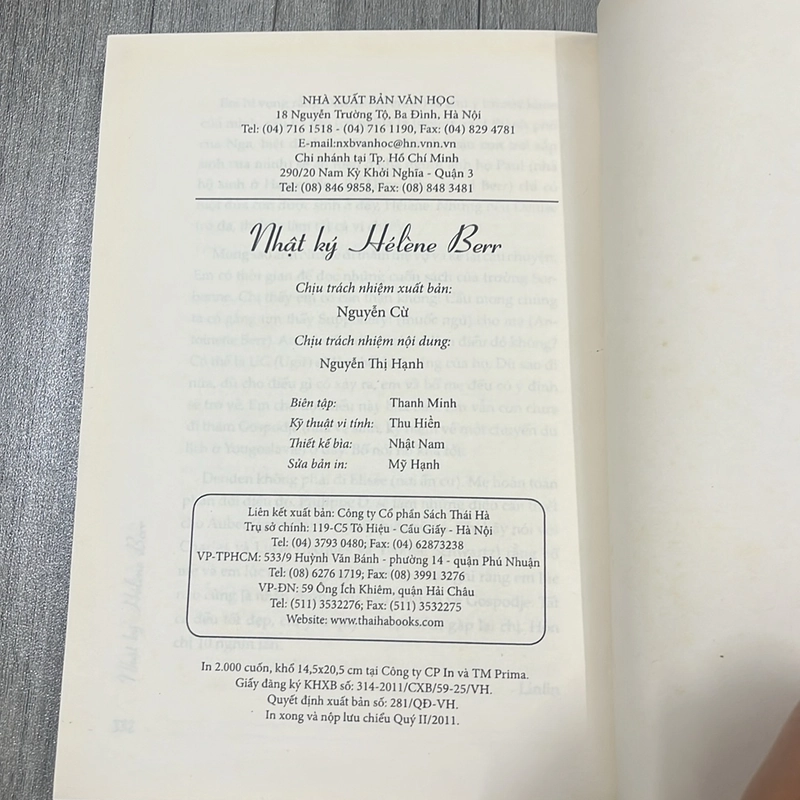 NHÀ XUẤT BẢN VĂN HỌC
18 Nguyễn Trường Tộ, Ba Đình, Hà Nội
Tel: (04) 716 1518 - (04) 716 1190, Fax: (04) 829 4781
E-mail:nxbvanhoc@hn.vnn.vn
Chi nhánh tại Tp. Hồ Chí Minh
290/20 Nam Kỳ Khởi Nghĩa - Quận 3
Tel: (08) 846 9858, Fax: (08) 848 3481
Nhật ký Hélène Berr
Chịu trách nhiệm xuất bản:
Nguyễn Cừ
Chịu trách nhiệm nội dung:
Nguyễn Thị Hạnh
Biên tập: Thanh Minh
Kỹ thuật vi tính: Thu Hiền
Thiết kế bìa: Nhật Nam
Sửa bản in: Mỹ Hạnh
Liên kết xuất bản: Công ty Cổ phần Sách Thái Hà
Trụ sở chính: 119-C5 Tô Hiệu - Cầu Giấy - Hà Nội
Tel: (04) 3793 0480; Fax: (04) 62873238
VP-TPHCM: 533/9 Huỳnh Văn Bánh - phường 14 - quận Phú Nhuận
Tel: (08) 6276 1719; Fax: (08) 3991 3276
VP-ĐN: 59 Ông Ích Khiêm, quận Hải Châu
Tel: (511) 3532276; Fax: (511) 3532275
Website: www.thaihabooks.com
In 2.000 cuốn, khổ 14,5x20,5 cm tại Công ty CP In và TM Prima.
Giấy đăng ký KHXB số: 314-2011/CXB/59-25/VH.
Quyết định xuất bản số: 281/QĐ-VH.
In xong và nộp lưu chiểu Quý II/2011.